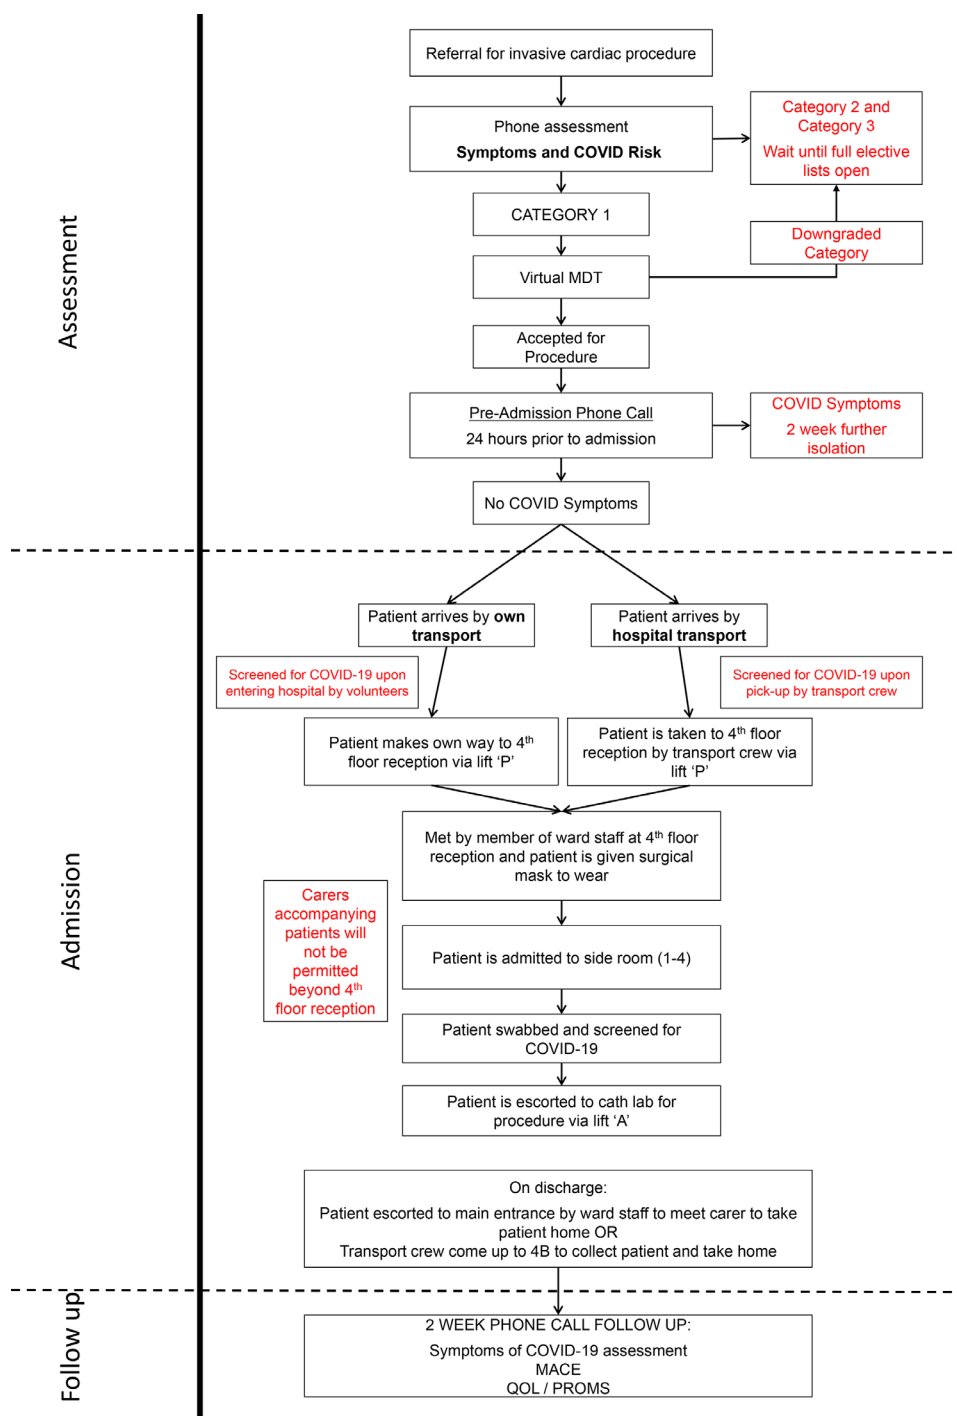 Assessment
Referral for invasive cardiac procedure
Phone assessment
Symptoms and COVID Risk
Category 2 and
Category 3
Wait until full elective
lists open
CATEGORY 1
Downgraded
Category
Virtual MDT
Accepted for
Procedure
Pre-Admission Phone Call
24 hours prior to admission
COVID Symptoms
2 week further
isolation
No COVID Symptoms
Admission
Patient arrives by own
transport
Patient arrives by
hospital transport
Screened for COVID-19 upon
entering hospital by volunteers
Screened for COVID-19 upon
pick-up by transport crew
Patient makes own way to 4th
floor reception via lift ‘P’
Patient is taken to 4th floor
reception by transport crew via
lift ‘P’
Met by member of ward staff at 4th floor
reception and patient is given surgical
mask to wear
Carers
accompanying
patients will
not be
permitted
beyond 4th
floor reception
Patient is admitted to side room (1-4)
Patient swabbed and screened for
COVID-19
Patient is escorted to cath lab for
procedure via lift ‘A’
On discharge:
Patient escorted to main entrance by ward staff to meet carer to take
patient home OR
Transport crew come up to 4B to collect patient and take home
Follow up
2 WEEK PHONE CALL FOLLOW UP:
Symptoms of COVID-19 assessment
MACE
QOL / PROMS